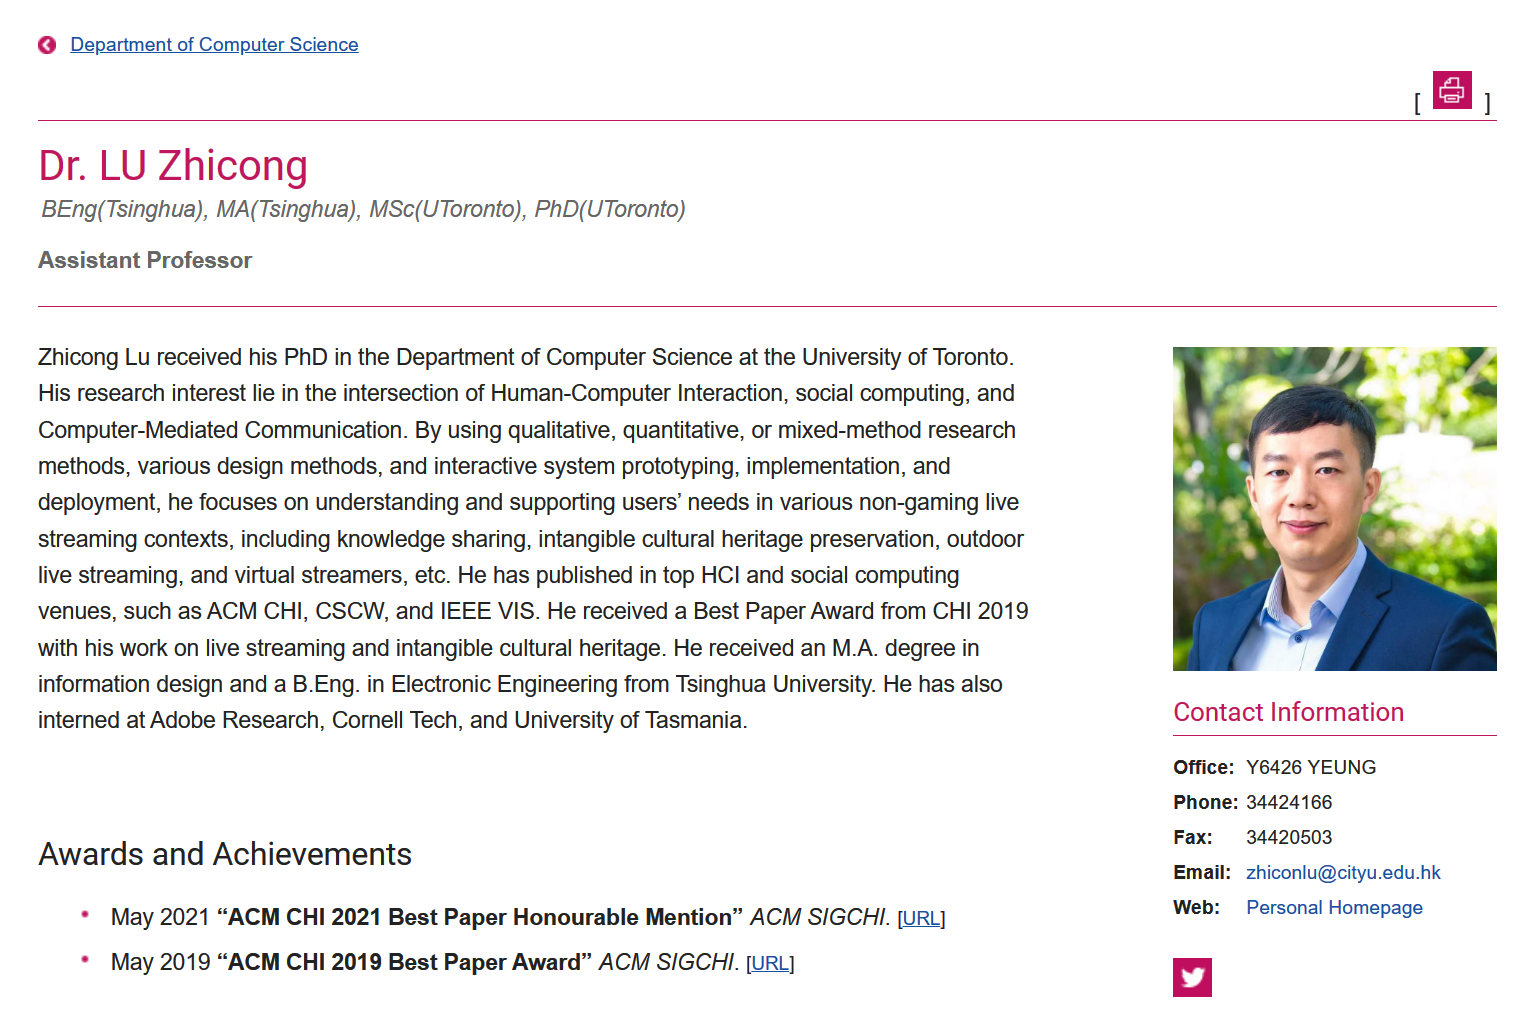 Department of Computer Science
[ ]
Dr. LU Zhicong
BEng(Tsinghua), MA(Tsinghua), MSc(UToronto), PhD(UToronto)
Assistant Professor
Zhicong Lu received his PhD in the Department of Computer Science at the University of Toronto.
His research interest lie in the intersection of Human-Computer Interaction, social computing, and
Computer-Mediated Communication. By using qualitative, quantitative, or mixed-method research
methods, various design methods, and interactive system prototyping, implementation, and
deployment, he focuses on understanding and supporting users’ needs in various non-gaming live
streaming contexts, including knowledge sharing, intangible cultural heritage preservation, outdoor
live streaming, and virtual streamers, etc. He has published in top HCI and social computing
venues, such as ACM CHI, CSCW, and IEEE VIS. He received a Best Paper Award from CHI 2019
with his work on live streaming and intangible cultural heritage. He received an M.A. degree in
information design and a B.Eng. in Electronic Engineering from Tsinghua University. He has also
interned at Adobe Research, Cornell Tech, and University of Tasmania.
Awards and Achievements
May 2021 “ACM CHI 2021 Best Paper Honourable Mention” ACM SIGCHI. [URL]
May 2019 “ACM CHI 2019 Best Paper Award” ACM SIGCHI. [URL]
Contact Information
Office: Y6426 YEUNG
Phone: 34424166
Fax: 34420503
Email: zhiconlu@cityu.edu.hk
Web: Personal Homepage